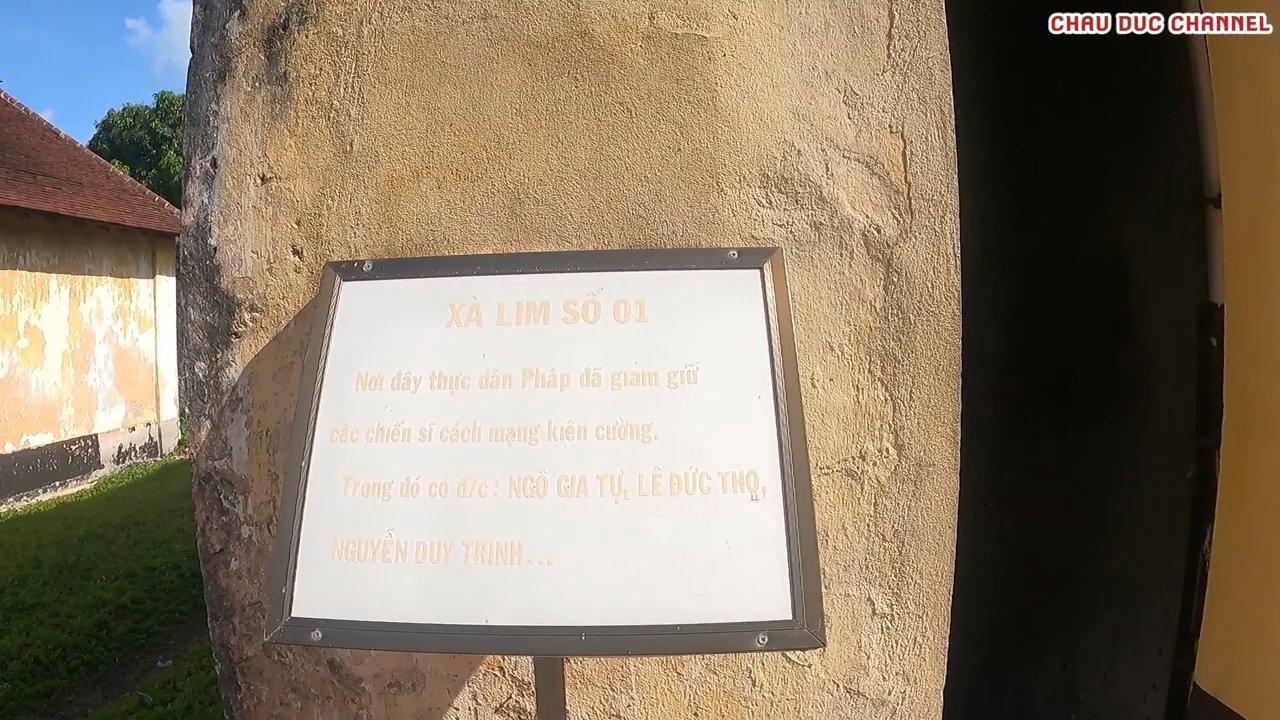 CHAU DUC CHANNEL
XÀ LIM SỐ 01
Nơi đây thực dân Pháp đã giam giữ
các chiến sĩ cách mạng kiên cường.
Trong đó có đ/c : NGÔ GIA TỰ, LÊ ĐỨC THỌ,
NGUYỄN DUY TRINH ...